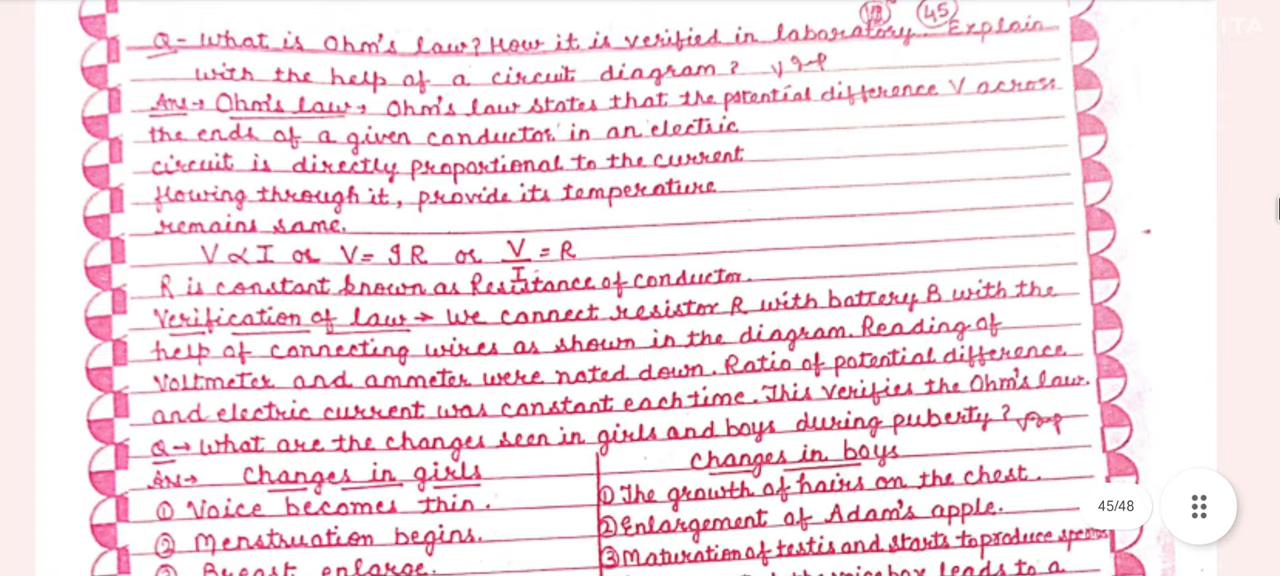 VB 45
Q- What is Ohm's law? How it is verified in laboratory. Explain
with the help of a circuit diagram? v Imp
Ans→ Ohm's law→ Ohm's law states that the potential difference V across
the ends of a given conductor in an electric
circuit is directly proportional to the current
flowing through it, provide its temperature
remains same.
V ∝ I or V= IR or V/I = R
R is constant known as Resistance of conductor.
Verification of law→ We connect resistor R with battery B with the
help of connecting wires as shown in the diagram. Reading of
Voltmeter and ammeter were noted down. Ratio of potential difference
and electric current was constant each time. This verifies the Ohm's law.
Q→ What are the changes seen in girls and boys during puberty? v Imp
Ans→ Changes in girls
① Voice becomes thin.
② Menstruation begins.
③ Breast enlarge.
Changes in boys
① The growth of hairs on the chest.
② Enlargement of Adam's apple.
③ Maturation of testis and starts to produce sperms
leads to a
45/48